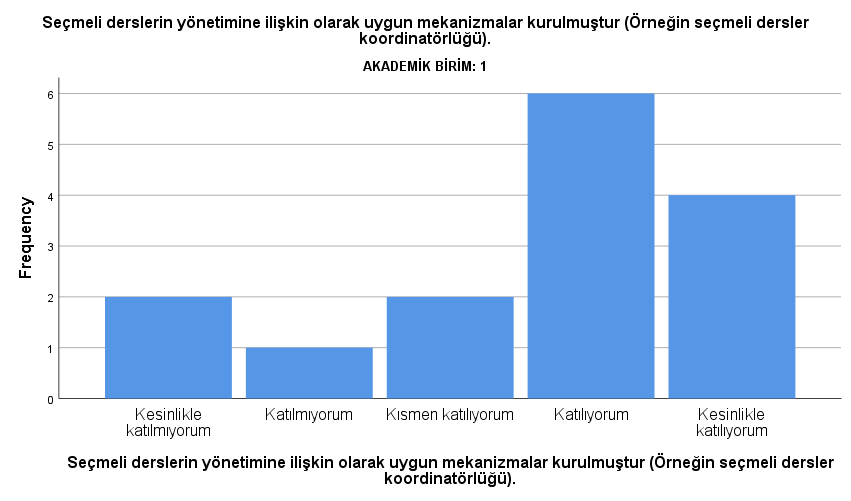 Seçmeli derslerin yönetimine ilişkin olarak uygun mekanizmalar kurulmuştur (Örneğin seçmeli dersler
koordinatörlüğü).
AKADEMİK BİRİM: 1
6
5
4
3
2
1
0
Frequency
Kesinlikle
katılmıyorum
Katılmıyorum
Kısmen katılıyorum
Katılıyorum
Kesinlikle
katılıyorum
Seçmeli derslerin yönetimine ilişkin olarak uygun mekanizmalar kurulmuştur (Örneğin seçmeli dersler
koordinatörlüğü).